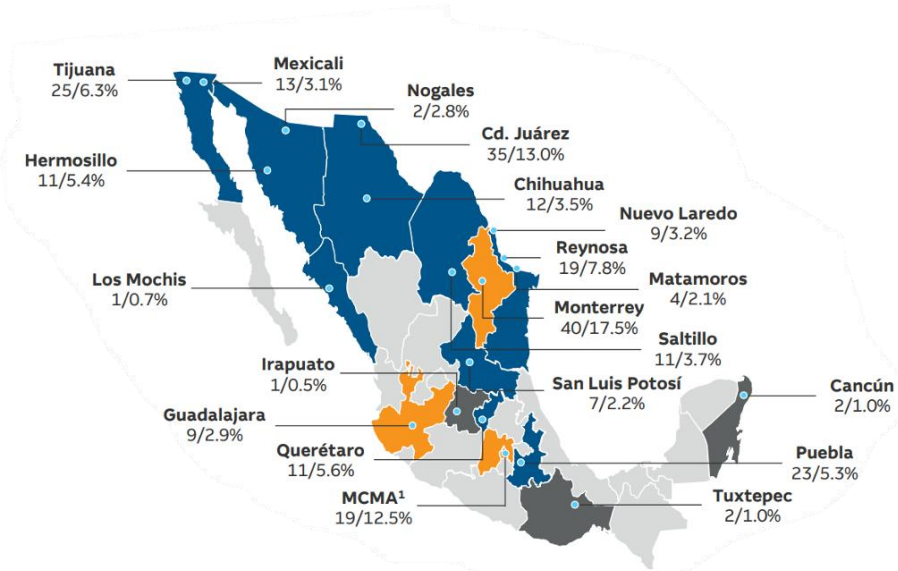 Tijuana
25/6.3%
Mexicali
13/3.1%
Nogales
2/2.8%
Cd. Juárez
35/13.0%
Hermosillo
11/5.4%
Chihuahua
12/3.5%
Nuevo Laredo
9/3.2%
Reynosa
19/7.8%
Los Mochis
1/0.7%
Matamoros
4/2.1%
Monterrey
40/17.5%
Saltillo
11/3.7%
Irapuato
1/0.5%
San Luis Potosí
7/2.2%
Cancún
2/1.0%
Guadalajara
9/2.9%
Querétaro
11/5.6%
Puebla
23/5.3%
MCMA¹
19/12.5%
Tuxtepec
2/1.0%